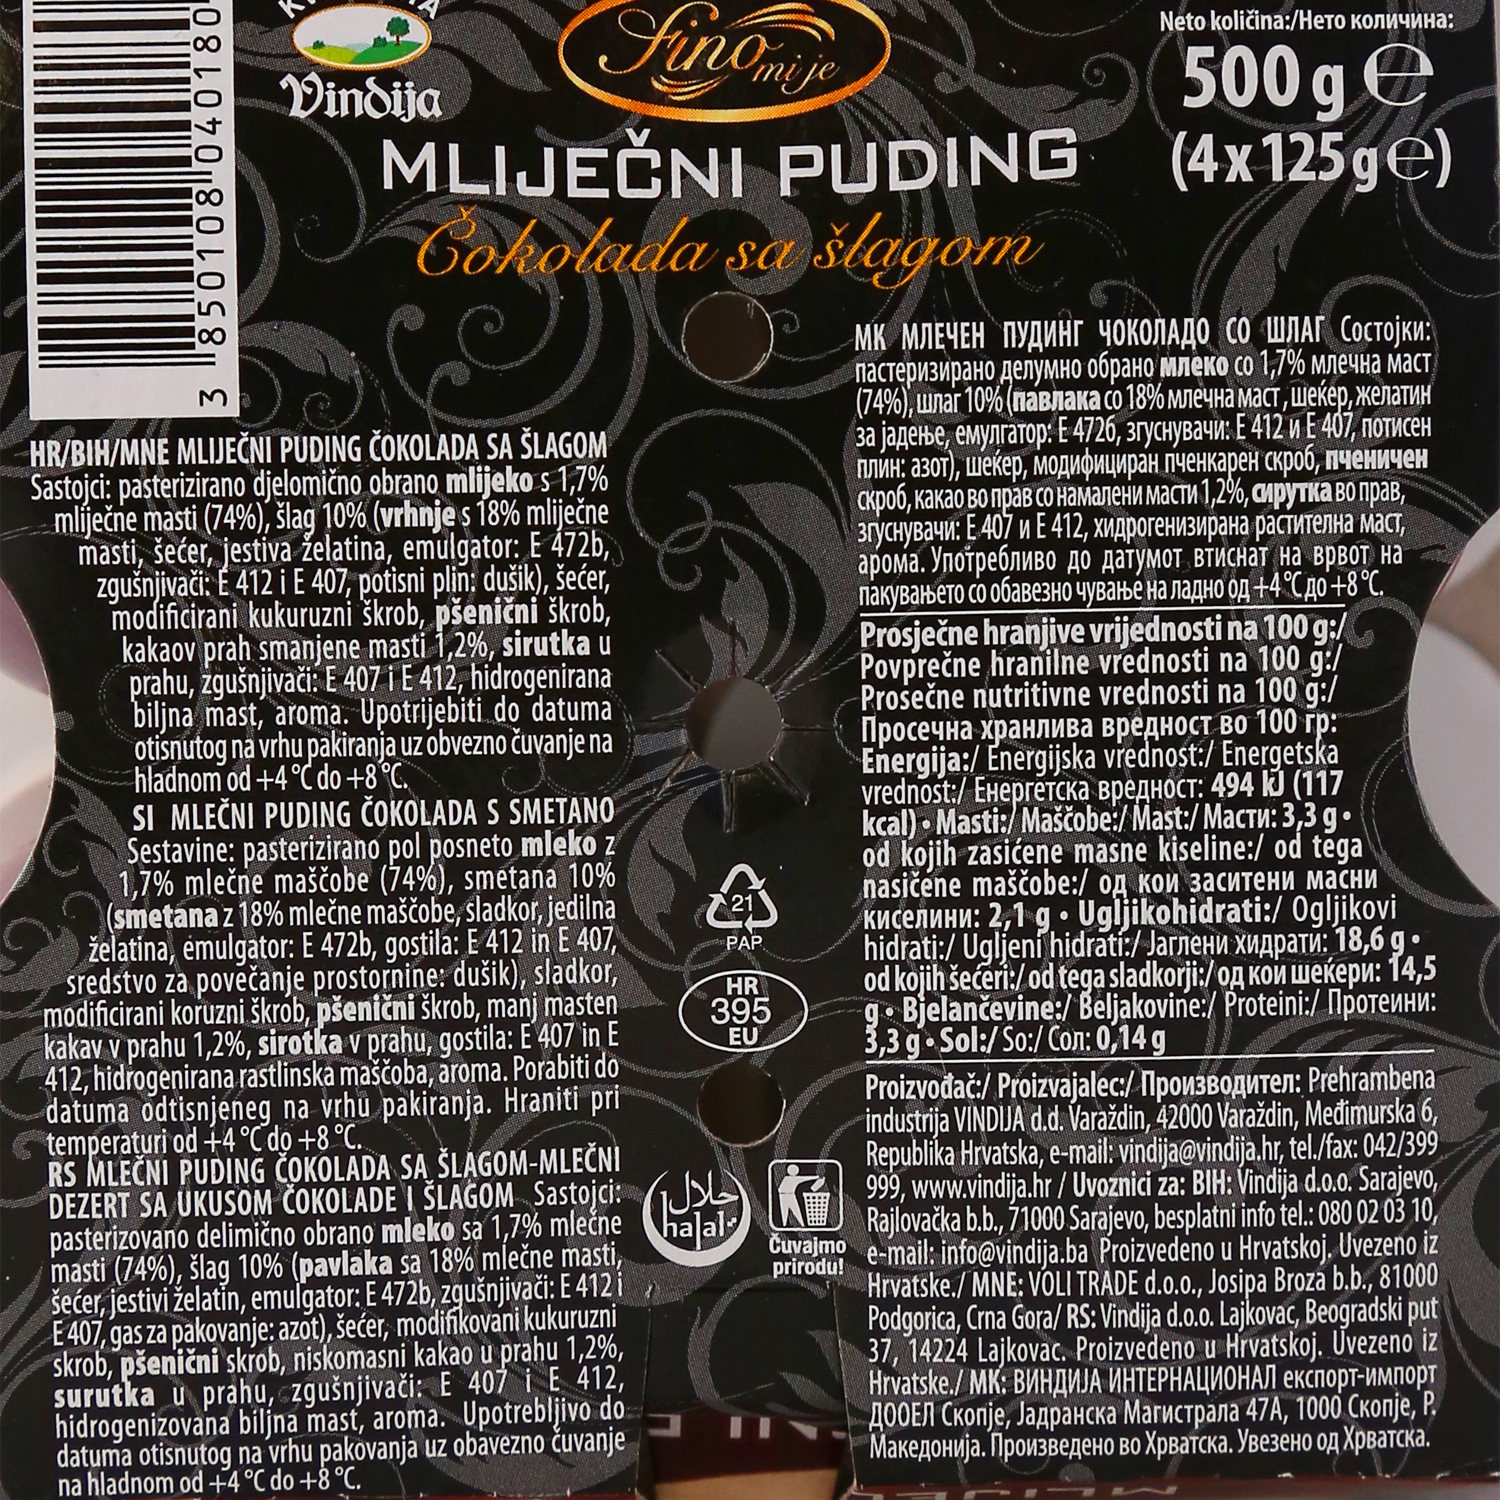 3 850108 040180
Vindija
Fino mi je
Neto količina:/Нето количина:
500 g e
(4x125 g e)
MLIJEČNI PUDING
Čokolada sa šlagom
HR/BIH/MNE MLIJEČNI PUDING ČOKOLADA SA ŠLAGOM
Sastojci: pasterizirano djelomično obrano mlijeko s 1,7%
mliječne masti (74%), šlag 10% (vrhnje s 18% mliječne
masti, šećer, jestiva želatina, emulgator: E 472b,
zgušnjivači: E 412 i E 407, potisni plin: dušik), šećer,
modificirani kukuruzni škrob, pšenični škrob,
kakaov prah smanjene masti 1,2%, sirutka u
prahu, zgušnjivači: E 407 i E 412, hidrogenirana
biljna mast, aroma. Upotrijebiti do datuma
otisnutog na vrhu pakiranja uz obvezno čuvanje na
hladnom od +4 °C do +8 °C.
SI MLEČNI PUDING ČOKOLADA S SMETANO
Sestavine: pasterizirano pol posneto mleko z
1,7% mlečne maščobe (74%), smetana 10%
(smetana z 18% mlečne maščobe, sladkor, jedilna
želatina, emulgator: E 472b, gostila: E 412 in E 407,
sredstvo za povečanje prostornine: dušik), sladkor,
modificirani koruzni škrob, pšenični škrob, manj masten
kakav v prahu 1,2%, sirotka v prahu, gostila: E 407 in E
412, hidrogenirana rastlinska maščoba, aroma. Porabiti do
datuma odtisnjeneg na vrhu pakiranja. Hraniti pri
temperaturi od +4 °C do +8 °C.
RS MLEČNI PUDING ČOKOLADA SA ŠLAGOM-MLEČNI
DEZERT SA UKUSOM ČOKOLADE I ŠLAGOM Sastojci:
pasterizovano delimično obrano mleko sa 1,7% mlečne
masti (74%), šlag 10% (pavlaka sa 18% mlečne masti,
šećer, jestivi želatin, emulgator: E 472b, zgušnjivači: E 412 i
E 407, gas za pakovanje: azot), šećer, modifikovani kukuruzni
skrob, pšenični skrob, niskomasni kakao u prahu 1,2%,
surutka u prahu, zgušnjivači: E 407 i E 412,
hidrogenizovana biljna mast, aroma. Upotrebljivo do
datuma otisnutog na vrhu pakovanja uz obavezno čuvanje
na hladnom od +4 °C do +8 °C.
21
PAP
HR
395
EU
حلال
halal
Čuvajmo
prirodu!
МК МЛЕЧЕН ПУДИНГ ЧОКОЛАДО СО ШЛАГ Состојки:
пастеризирано делумно обрано млеко со 1,7% млечна маст
(74%), шлаг 10% (павлака со 18% млечна маст, шеќер, желатин
за јадење, емулгатор: Е 472б, згуснувачи: Е 412 и Е 407, потисен
плин: азот), шеќер, модифициран пченкарен скроб, пченичен
скроб, какао во прав со намалени масти 1,2%, сирутка во прав,
згуснувачи: Е 407 и Е 412, хидрогенизирана растителна маст,
арома. Употребливо до датумот втиснат на врвот на
пакувањето со обавезно чување на ладно од +4 °C до +8 °C.
Prosječne hranjive vrijednosti na 100 g:/
Povprečne hranilne vrednosti na 100 g:/
Prosečne nutritivne vrednosti na 100 g:/
Просечна хранлива вредност во 100 гр:
Energija:/ Energijska vrednost:/ Energetska
vrednost:/ Енергетска вредност: 494 kJ (117
kcal) • Masti:/ Maščobe:/ Mast:/ Масти: 3,3 g •
od kojih zasićene masne kiseline:/ od tega
nasičene maščobe:/ од кои заситени масни
киселини: 2,1 g • Ugljikohidrati:/ Ogljikovi
hidrati:/ Ugljeni hidrati:/ Јаглени хидрати: 18,6 g •
od kojih šećeri:/ od tega sladkorji:/ од кои шеќери: 14,5
g • Bjelančevine:/ Beljakovine:/ Proteini:/ Протеини:
3,3 g • Sol:/ So:/ Сол: 0,14 g
Proizvođač:/ Proizvajalec:/ Производител: Prehrambena
industrija VINDIJA d.d. Varaždin, 42000 Varaždin, Međimurska 6,
Republika Hrvatska, e-mail: vindija@vindija.hr, tel./fax: 042/399
999, www.vindija.hr / Uvoznici za: BIH: Vindija d.o.o. Sarajevo,
Rajlovačka b.b., 71000 Sarajevo, besplatni info tel.: 080 02 03 10,
e-mail: info@vindija.ba Proizvedeno u Hrvatskoj. Uvezeno iz
Hrvatske./ MNE: VOLI TRADE d.o.o., Josipa Broza b.b., 81000
Podgorica, Crna Gora/ RS: Vindija d.o.o. Lajkovac, Beogradski put
37, 14224 Lajkovac. Proizvedeno u Hrvatskoj. Uvezeno iz
Hrvatske./ МК: ВИНДИЈА ИНТЕРНАЦИОНАЛ експорт-импорт
ДООЕЛ Скопје, Јадранска Магистрала 47А, 1000 Скопје, Р.
Македонија. Произведено во Хрватска. Увезено од Хрватска.